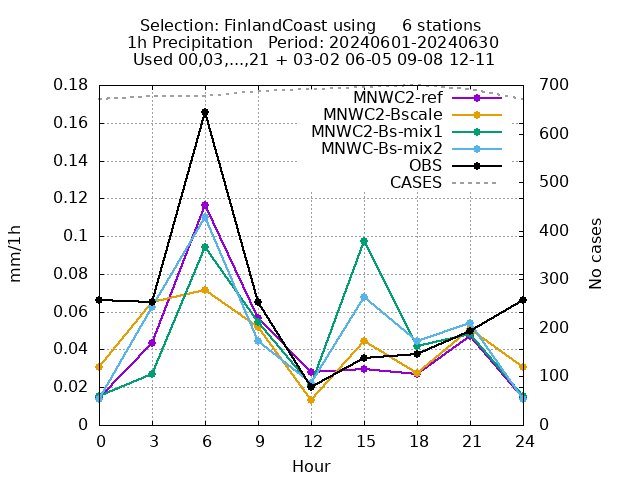 Selection: FinlandCoast using     6 stations
1h Precipitation   Period: 20240601-20240630
Used 00,03,...,21 + 03-02 06-05 09-08 12-11
0.18
0.16
0.14
0.12
0.1
0.08
0.06
0.04
0.02
0
700
600
500
400
300
200
100
0
MNWC2-ref
MNWC2-Bscale
MNWC2-Bs-mix1
MNWC-Bs-mix2
OBS
CASES
mm/1h
No cases
0 3 6 9 12 15 18 21 24
Hour